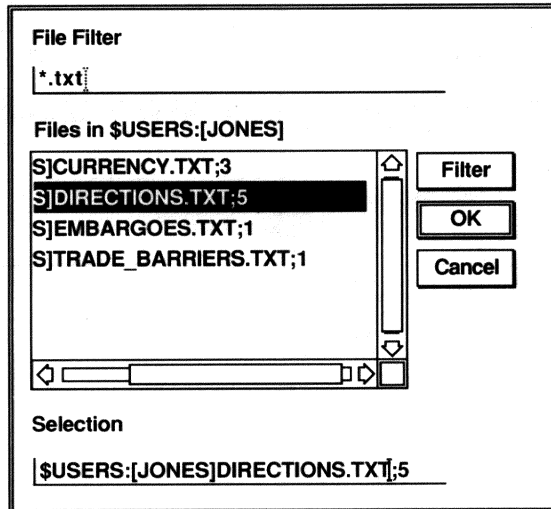 File Filter
*.txt
Files in $USERS:[JONES]
S]CURRENCY.TXT;3
S]DIRECTIONS.TXT;5
S]EMBARGOES.TXT;1
S]TRADE_BARRIERS.TXT;1
Filter
OK
Cancel
Selection
$USERS:[JONES]DIRECTIONS.TXT;5